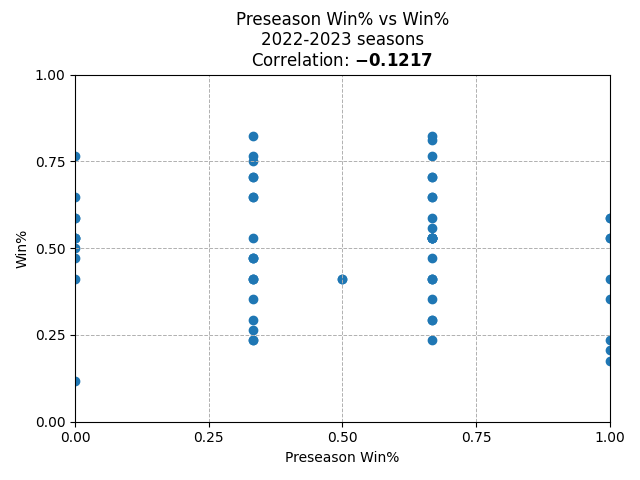 Preseason Win% vs Win%
2022-2023 seasons
Correlation: −0.1217
1.00
0.75
0.50
0.25
0.00
Win%
0.00 0.25 0.50 0.75 1.00
Preseason Win%